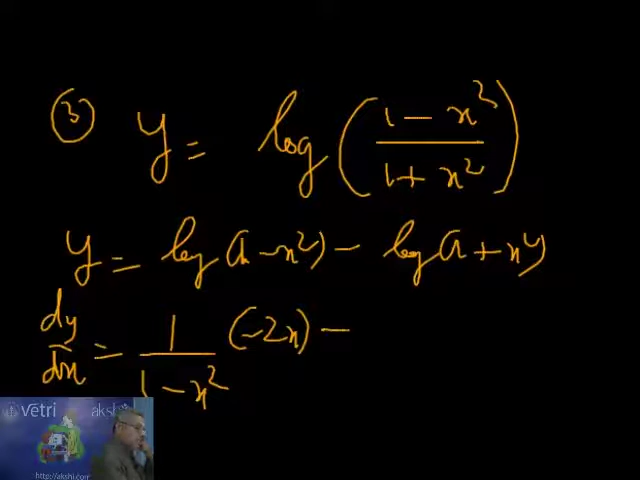 ③ y = log((1 - x²)/(1 + x²))
y = log(1 - x²) - log(1 + x²)
dy/dx = 1/(1 - x²) (-2x) -
vetri akshi
http://akshi.com